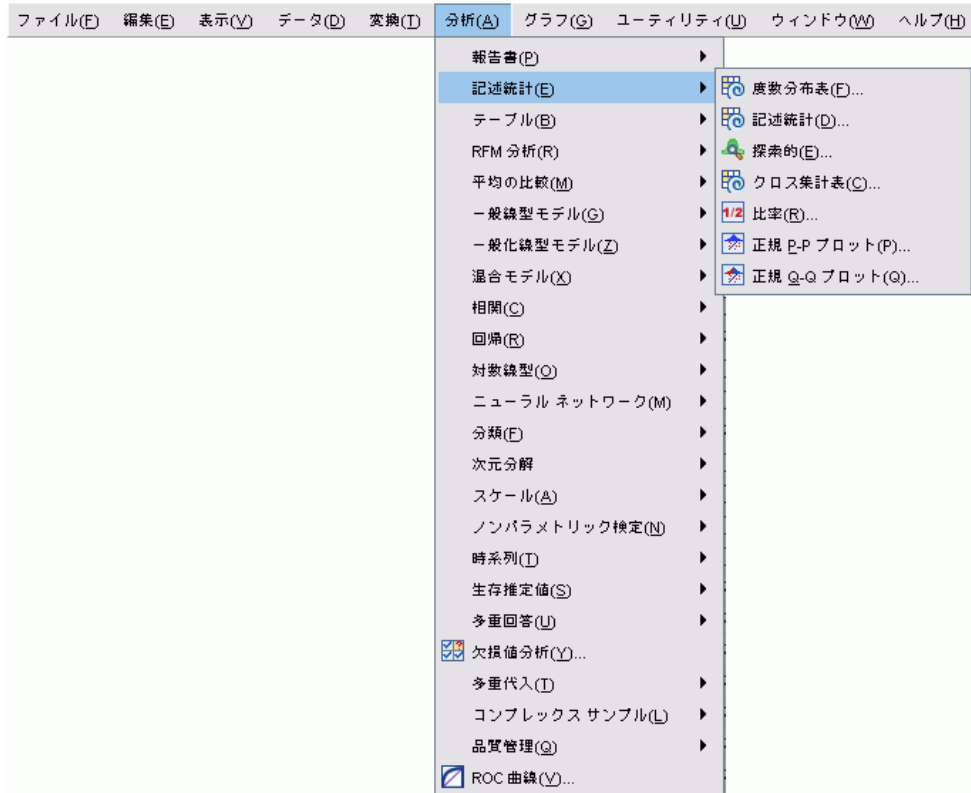 ファイル(F) 編集(E) 表示(V) データ(D) 変換(T) 分析(A) グラフ(G) ユーティリティ(U) ウィンドウ(W) ヘルプ(H)
報告書(P)
記述統計(E)
テーブル(B)
RFM 分析(R)
平均の比較(M)
一般線型モデル(G)
一般化線型モデル(Z)
混合モデル(X)
相関(C)
回帰(R)
対数線型(O)
ニューラル ネットワーク(M)
分類(F)
次元分解
スケール(A)
ノンパラメトリック検定(N)
時系列(T)
生存推定値(S)
多重回答(U)
欠損値分析(Y)...
多重代入(T)
コンプレックス サンプル(L)
品質管理(Q)
ROC 曲線(V)...
度数分布表(F)...
記述統計(D)...
探索的(E)...
クロス集計表(C)...
1/2 比率(R)...
正規 P-P プロット(P)...
正規 Q-Q プロット(Q)...